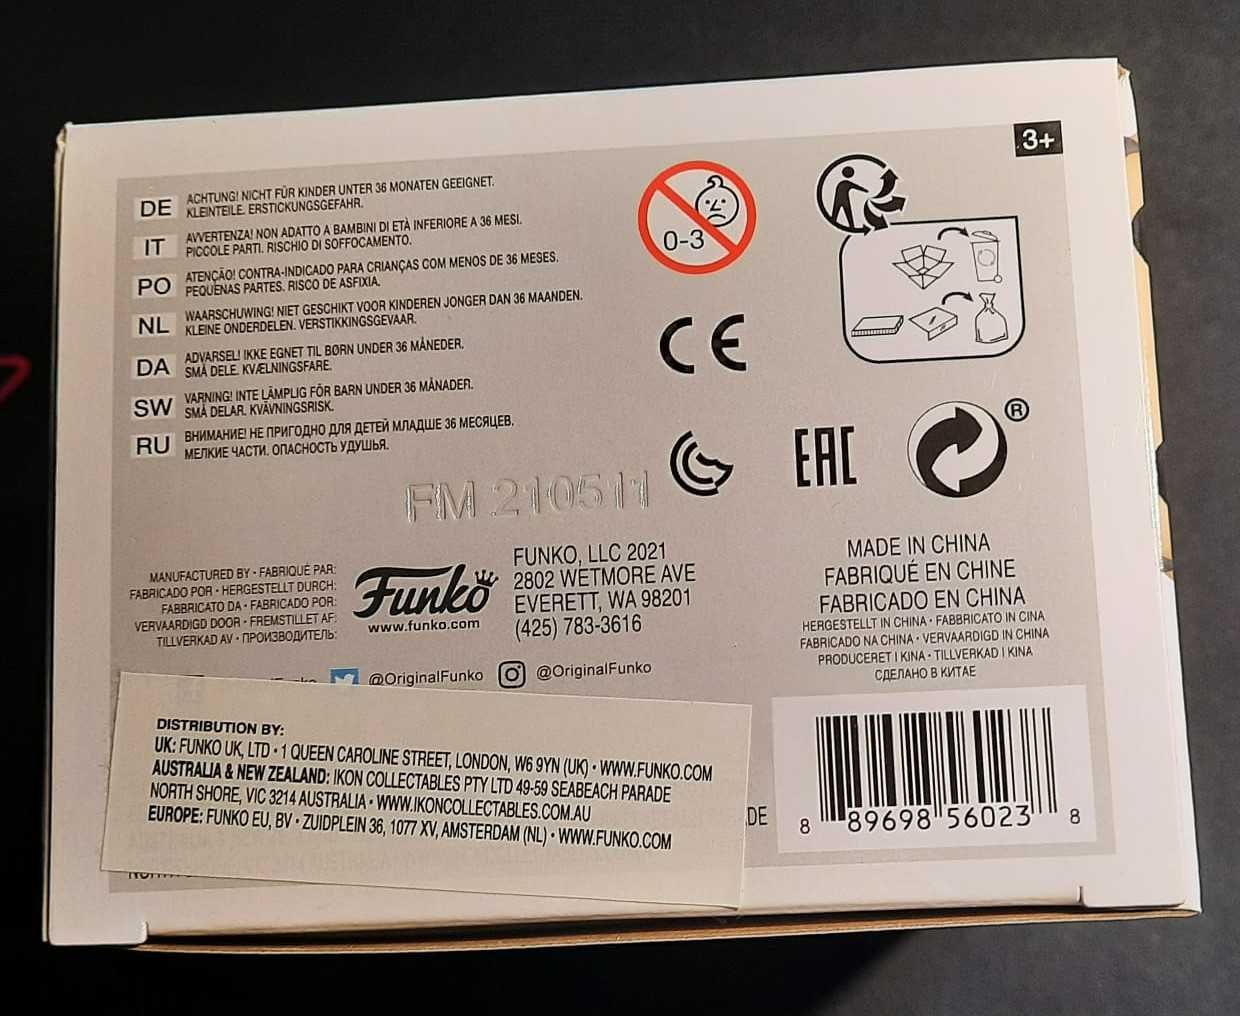 3+
DE
ACHTUNG! NICHT FÜR KINDER UNTER 36 MONATEN GEEIGNET.
KLEINTEILE. ERSTICKUNGSGEFAHR.
IT
AVVERTENZA! NON ADATTO A BAMBINI DI ETÀ INFERIORE A 36 MESI.
PICCOLE PARTI. RISCHIO DI SOFFOCAMENTO.
PO
ATENÇÃO! CONTRA-INDICADO PARA CRIANÇAS COM MENOS DE 36 MESES.
PEQUENAS PARTES. RISCO DE ASFIXIA.
NL
WAARSCHUWING! NIET GESCHIKT VOOR KINDEREN JONGER DAN 36 MAANDEN.
KLEINE ONDERDELEN. VERSTIKKINGSGEVAAR.
DA
ADVARSEL! IKKE EGNET TIL BØRN UNDER 36 MÅNEDER.
SMÅ DELE. KVÆLNINGSFARE.
SW
VARNING! INTE LÄMPLIG FÖR BARN UNDER 36 MÅNADER.
SMÅ DELAR. KVÄVNINGSRISK.
RU
ВНИМАНИЕ! НЕ ПРИГОДНО ДЛЯ ДЕТЕЙ МЛАДШЕ 36 МЕСЯЦЕВ.
МЕЛКИЕ ЧАСТИ. ОПАСНОСТЬ УДУШЬЯ.
0-3
CE
EAC
®
FM 210511
MANUFACTURED BY • FABRIQUÉ PAR:
FABRICADO POR • HERGESTELLT DURCH:
FABBRICATO DA • FABRICADO POR:
VERVAARDIGD DOOR • FREMSTILLET AF:
TILLVERKAD AV • ПРОИЗВОДИТЕЛЬ:
Funko
www.funko.com
FUNKO, LLC 2021
2802 WETMORE AVE
EVERETT, WA 98201
(425) 783-3616
@OriginalFunko
@OriginalFunko
MADE IN CHINA
FABRIQUÉ EN CHINE
FABRICADO EN CHINA
HERGESTELLT IN CHINA • FABBRICATO IN CINA
FABRICADO NA CHINA • VERVAARDIGD IN CHINA
PRODUCERET I KINA • TILLVERKAD I KINA
СДЕЛАНО В КИТАЕ
DISTRIBUTION BY:
UK: FUNKO UK, LTD • 1 QUEEN CAROLINE STREET, LONDON, W6 9YN (UK) • WWW.FUNKO.COM
AUSTRALIA & NEW ZEALAND: IKON COLLECTABLES PTY LTD 49-59 SEABEACH PARADE
NORTH SHORE, VIC 3214 AUSTRALIA • WWW.IKONCOLLECTABLES.COM.AU
EUROPE: FUNKO EU, BV • ZUIDPLEIN 36, 1077 XV, AMSTERDAM (NL) • WWW.FUNKO.COM
8 89698 56023 8